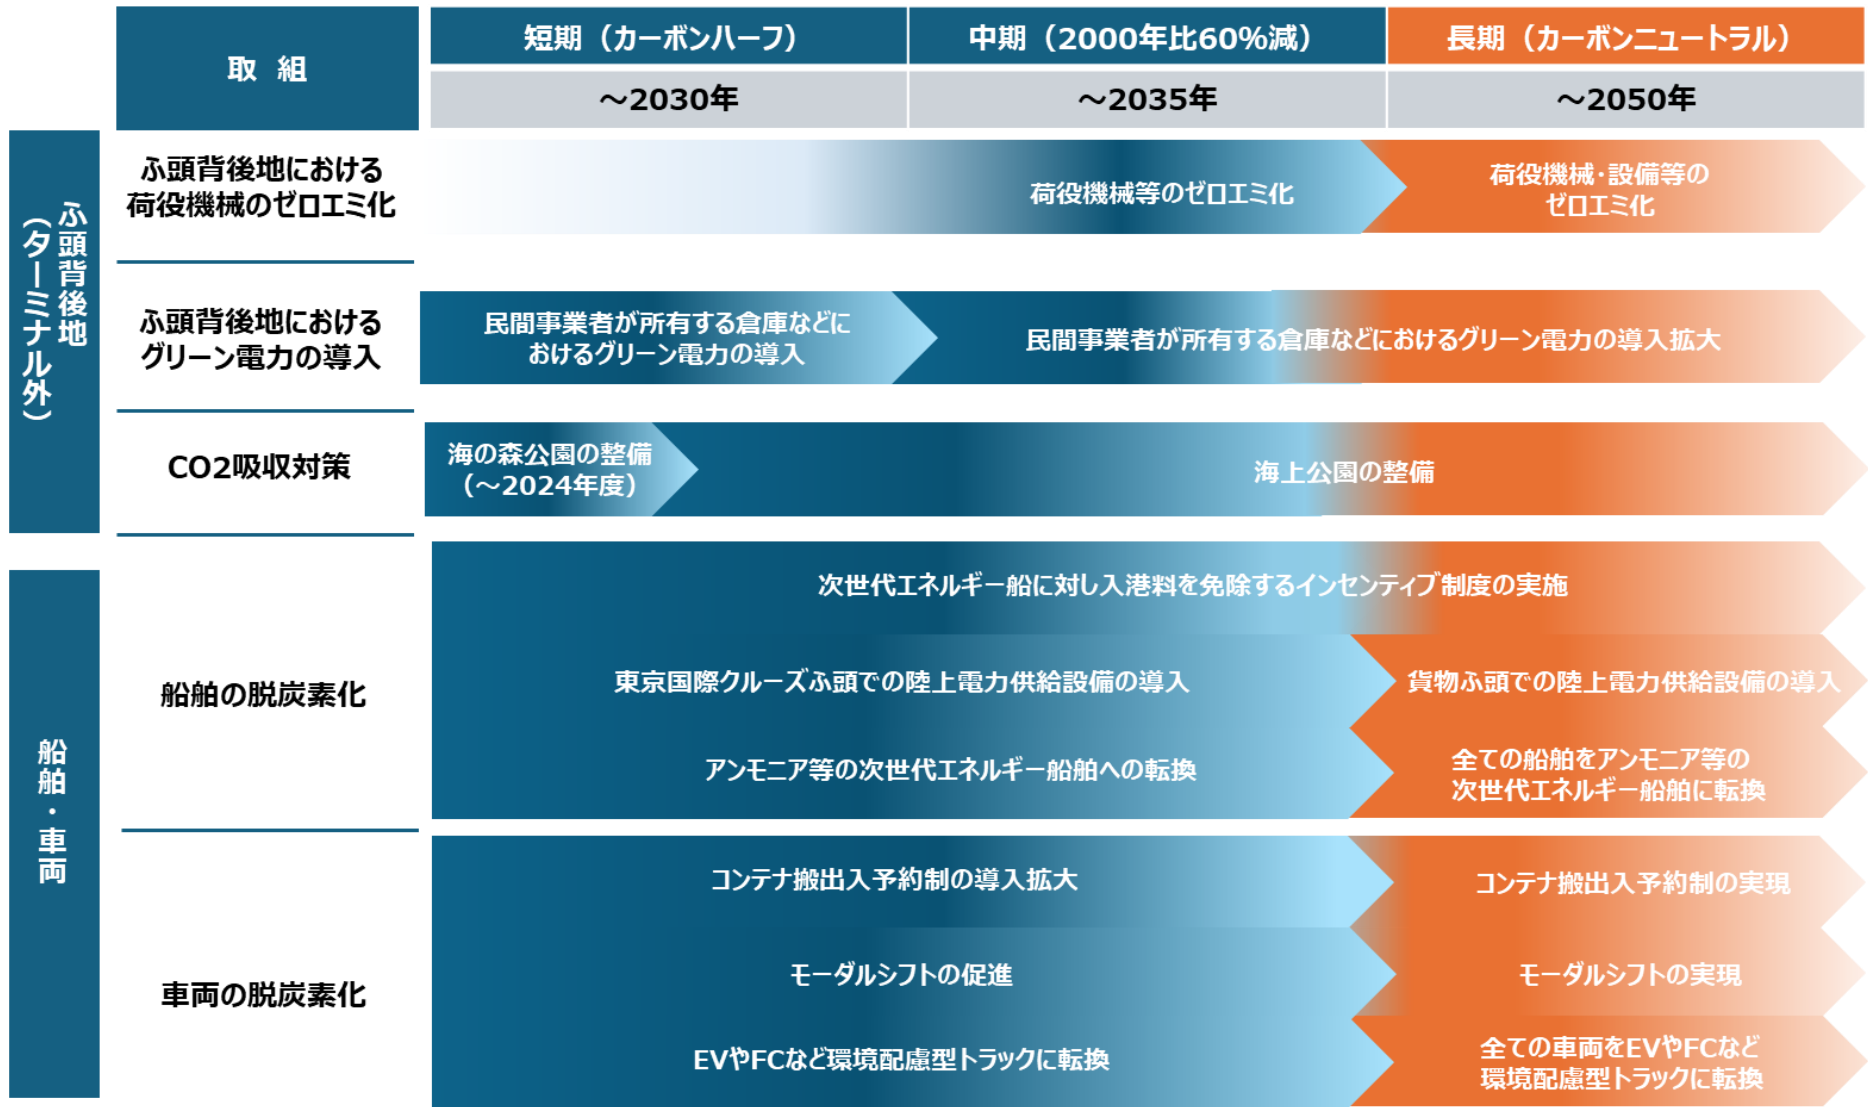 取 組
短期（カーボンハーフ）
中期（2000年比60%減）
長期（カーボンニュートラル）
～2030年
～2035年
～2050年
ふ頭背後地
（ターミナル外）
ふ頭背後地における
荷役機械のゼロエミ化
荷役機械等のゼロエミ化
荷役機械・設備等の
ゼロエミ化
ふ頭背後地における
グリーン電力の導入
民間事業者が所有する倉庫などに
おけるグリーン電力の導入
民間事業者が所有する倉庫などにおけるグリーン電力の導入拡大
CO2吸収対策
海の森公園の整備
（～2024年度）
海上公園の整備
船舶・車両
船舶の脱炭素化
次世代エネルギー船に対し入港料を免除するインセンティブ制度の実施
東京国際クルーズふ頭での陸上電力供給設備の導入
貨物ふ頭での陸上電力供給設備の導入
アンモニア等の次世代エネルギー船舶への転換
全ての船舶をアンモニア等の
次世代エネルギー船舶に転換
車両の脱炭素化
コンテナ搬出入予約制の導入拡大
コンテナ搬出入予約制の実現
モーダルシフトの促進
モーダルシフトの実現
EVやFCなど環境配慮型トラックに転換
全ての車両をEVやFCなど
環境配慮型トラックに転換